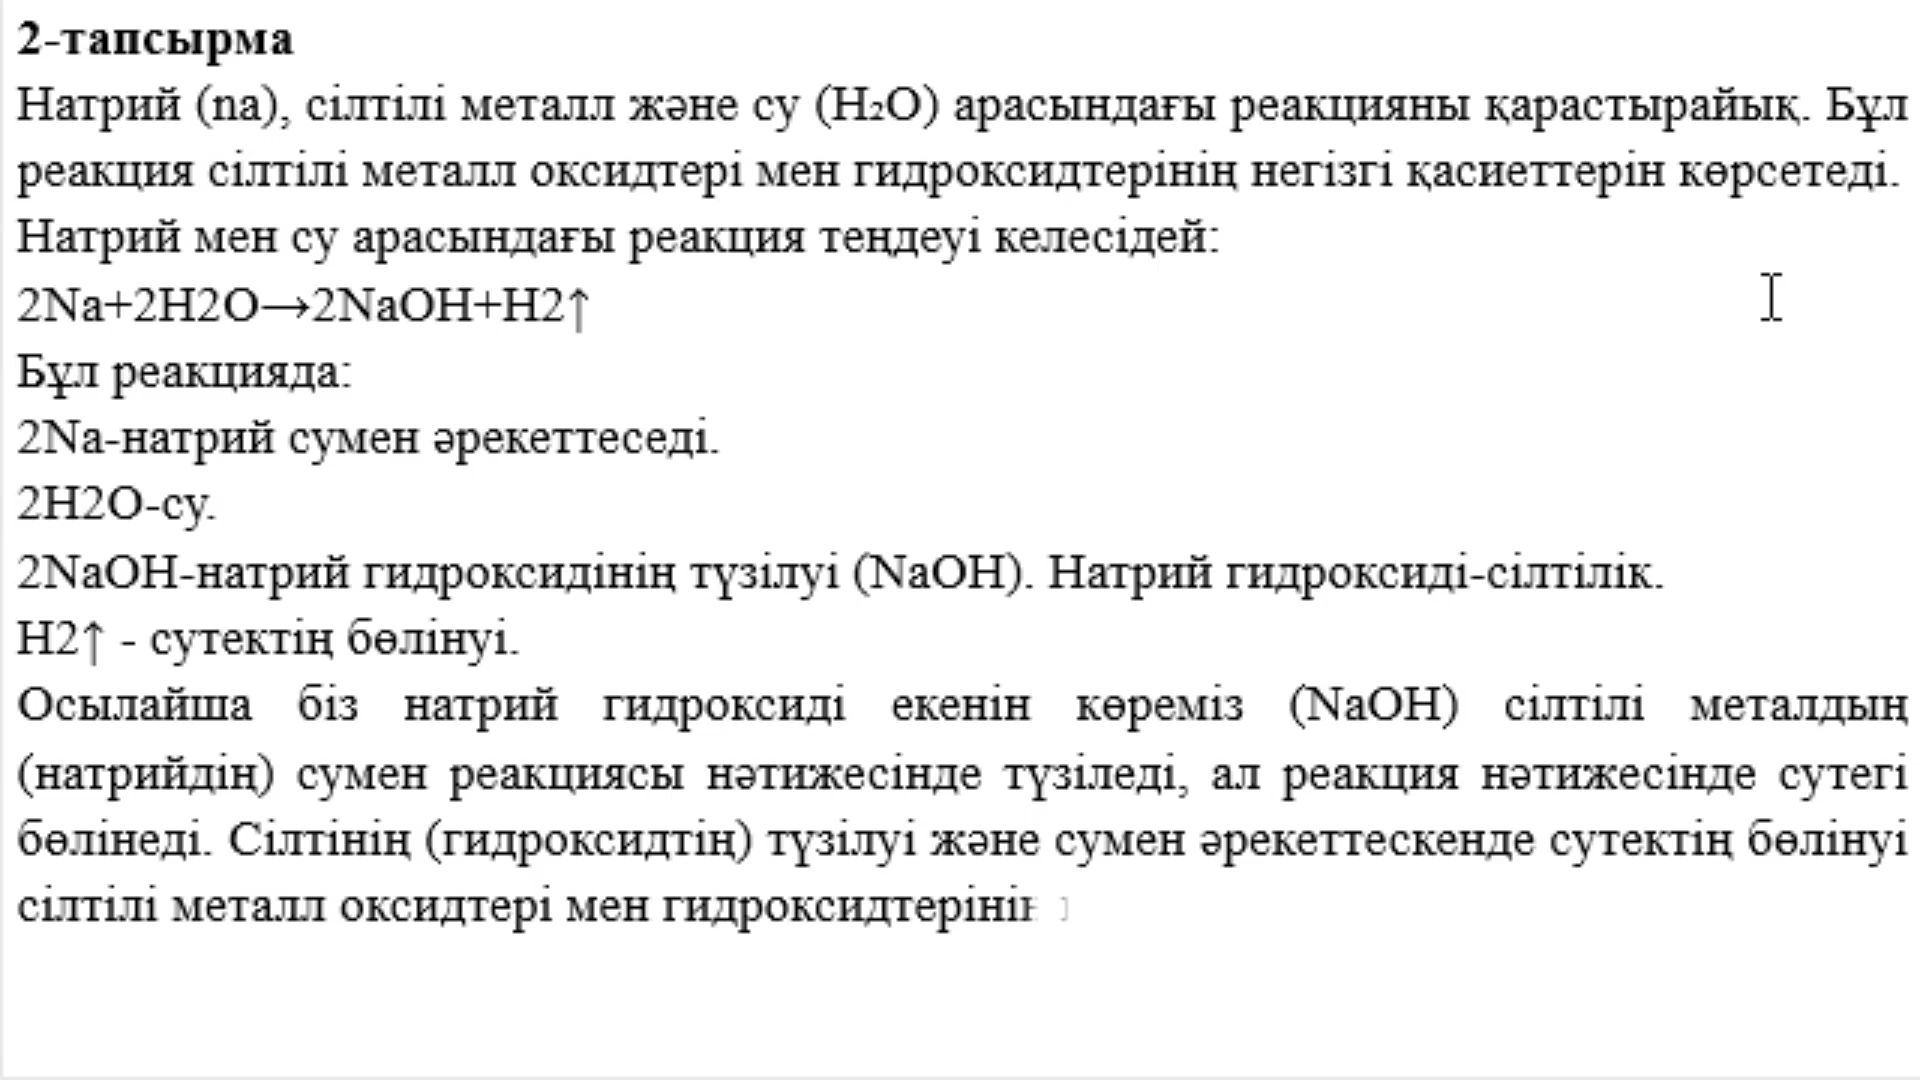 2-тапсырма
Натрий (na), сілтілі металл және су (H₂O) арасындағы реакцияны қарастырайық. Бұл
реакция сілтілі металл оксидтері мен гидроксидтерінің негізгі қасиеттерін көрсетеді.
Натрий мен су арасындағы реакция теңдеуі келесідей:
2Na+2H2O→2NaOH+H2↑
Бұл реакцияда:
2Na-натрий сумен әрекеттеседі.
2H2O-су.
2NaOH-натрий гидроксидінің түзілуі (NaOH). Натрий гидроксиді-сілтілік.
H2↑ - сутектің бөлінуі.
Осылайша біз натрий гидроксиді екенін көреміз (NaOH) сілтілі металдың
(натрийдің) сумен реакциясы нәтижесінде түзіледі, ал реакция нәтижесінде сутегі
бөлінеді. Сілтінің (гидроксидтің) түзілуі және сумен әрекеттескенде сутектің бөлінуі
сілтілі металл оксидтері мен гидроксидтерінің